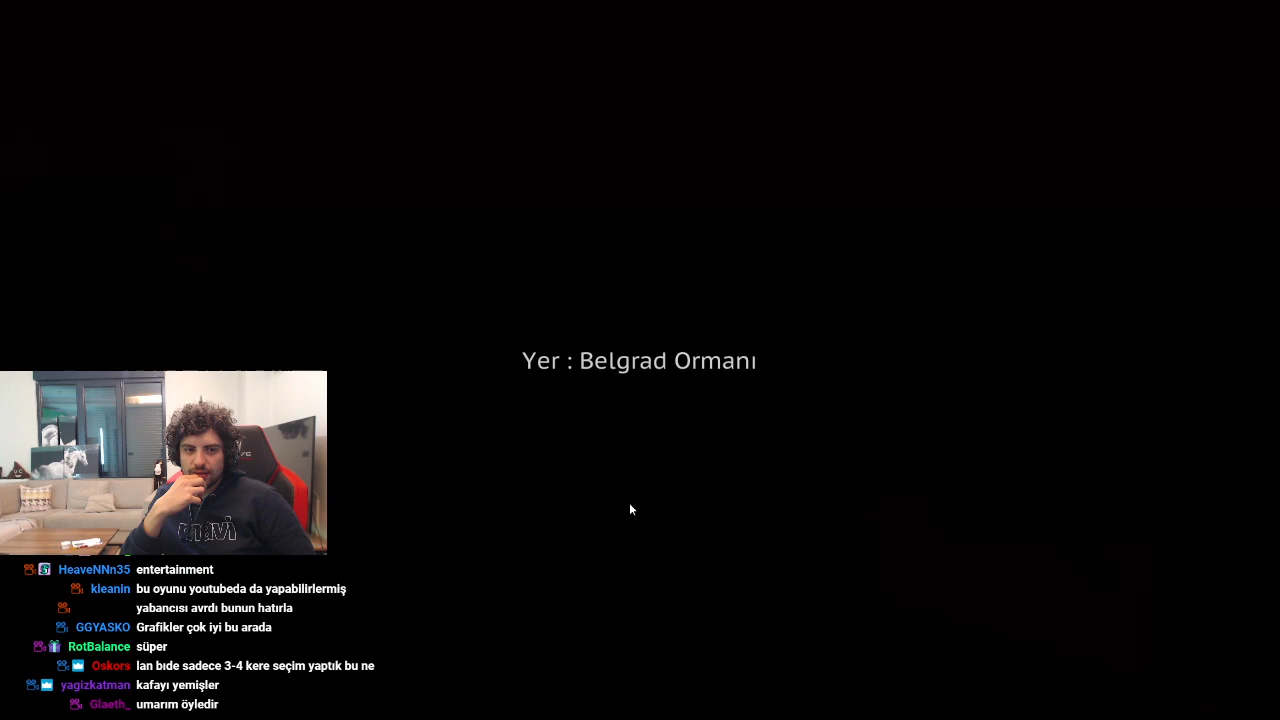 Yer : Belgrad Ormanı
mavi
HeaveNNn35 entertainment
kleanin bu oyunu youtubeda da yapabilirlermiş
yabancısı avrdı bunun hatırla
GGYASKO Grafikler çok iyi bu arada
RotBalance süper
Oskors lan bıde sadece 3-4 kere seçim yaptık bu ne
yagizkatman kafayı yemişler
Glaeth_ umarım öyledir